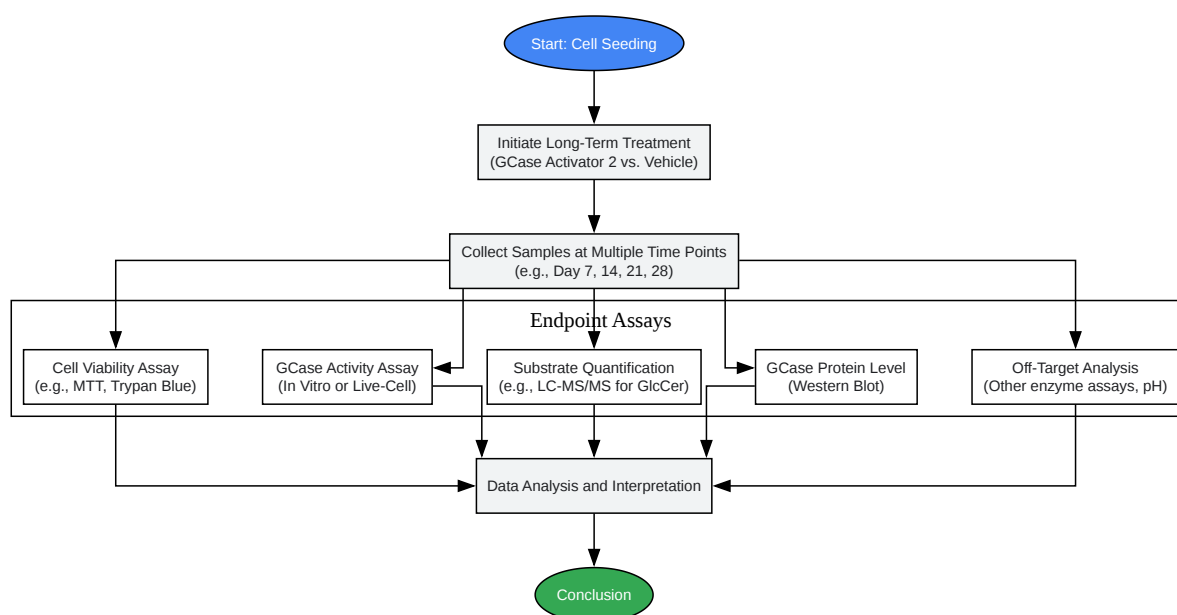 Start: Cell Seeding
Initiate Long-Term Treatment
(GCase Activator 2 vs. Vehicle)
Collect Samples at Multiple Time Points
(e.g., Day 7, 14, 21, 28)
Endpoint Assays
Cell Viability Assay
(e.g., MTT, Trypan Blue)
GCase Activity Assay
(In Vitro or Live-Cell)
Substrate Quantification
(e.g., LC-MS/MS for GlcCer)
GCase Protein Level
(Western Blot)
Off-Target Analysis
(Other enzyme assays, pH)
Data Analysis and Interpretation
Conclusion